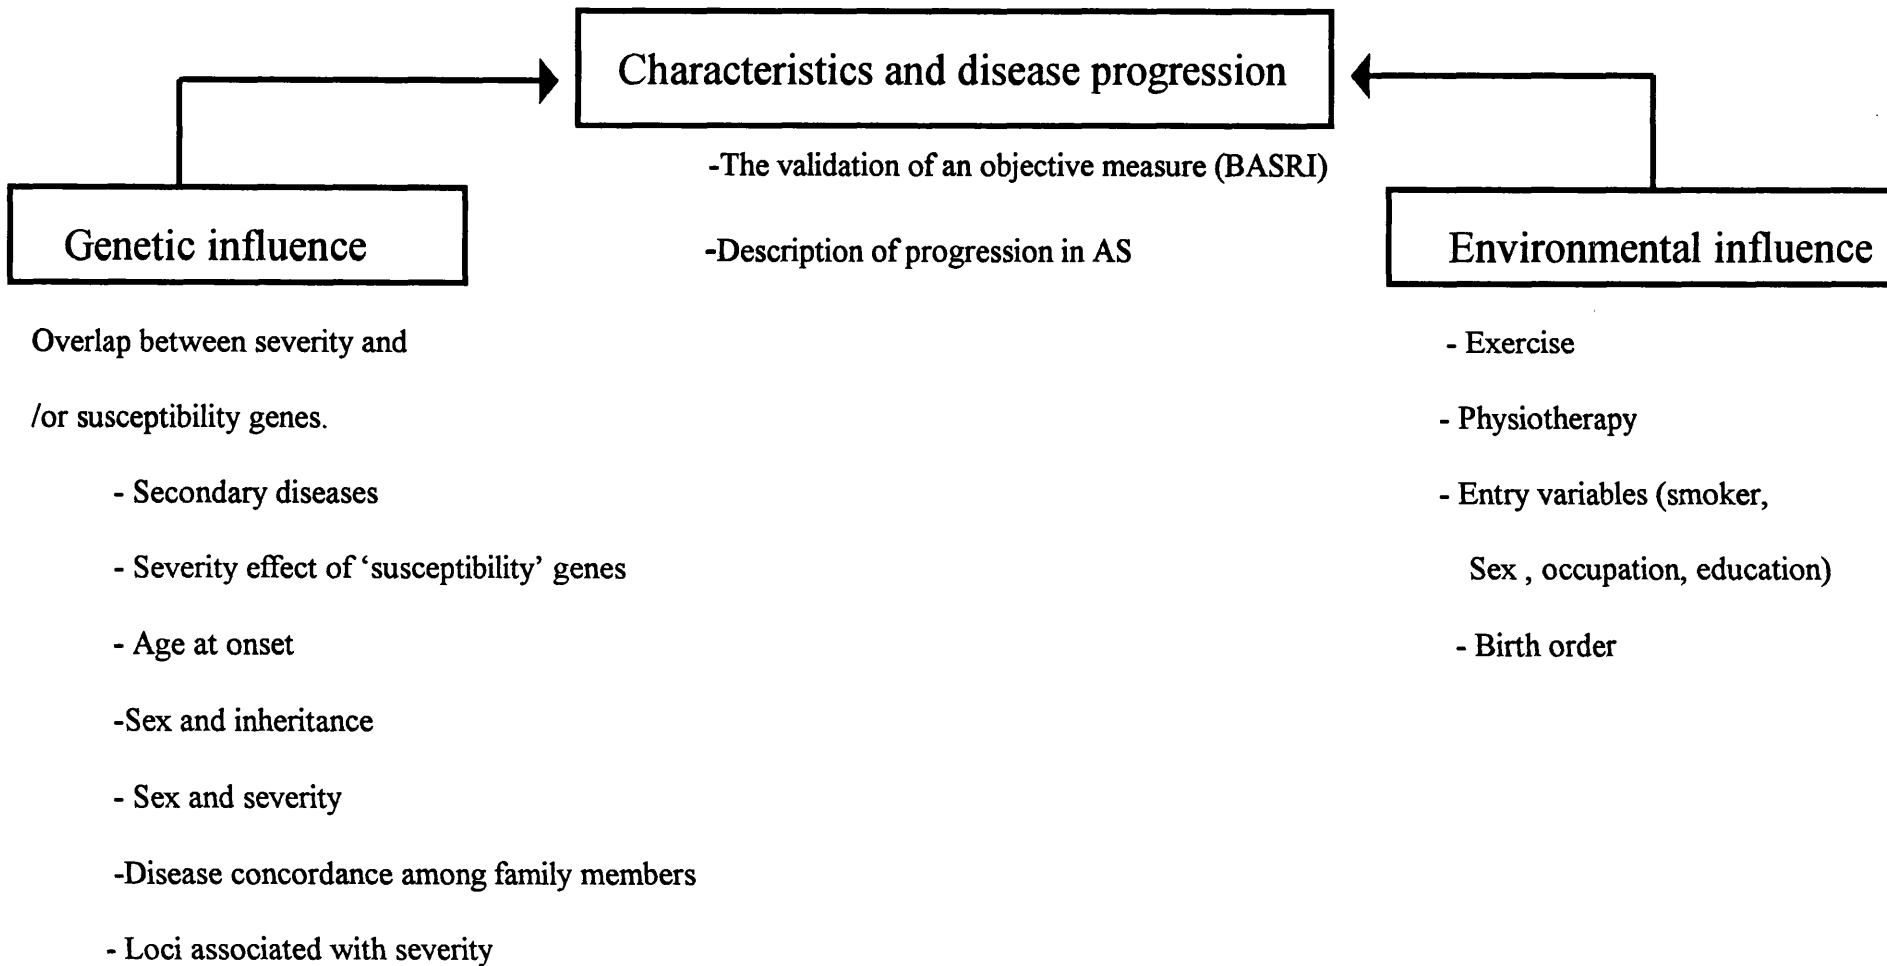 Characteristics and disease progression
-The validation of an objective measure (BASRI)
-Description of progression in AS
Genetic influence
Overlap between severity and
/or susceptibility genes.
- Secondary diseases
- Severity effect of ‘susceptibility’ genes
- Age at onset
-Sex and inheritance
- Sex and severity
-Disease concordance among family members
- Loci associated with severity
Environmental influence
- Exercise
- Physiotherapy
- Entry variables (smoker,
Sex , occupation, education)
- Birth order